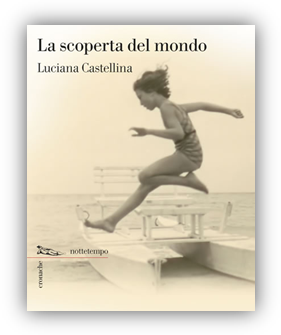 La scoperta del mondo
Luciana Castellina
nottetempo
cronache